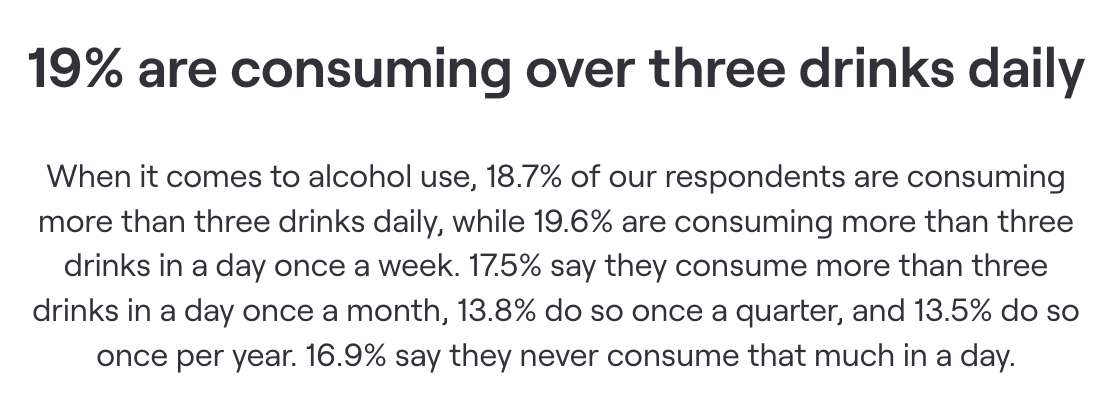 19% are consuming over three drinks daily
When it comes to alcohol use, 18.7% of our respondents are consuming
more than three drinks daily, while 19.6% are consuming more than three
drinks in a day once a week. 17.5% say they consume more than three
drinks in a day once a month, 13.8% do so once a quarter, and 13.5% do so
once per year. 16.9% say they never consume that much in a day.